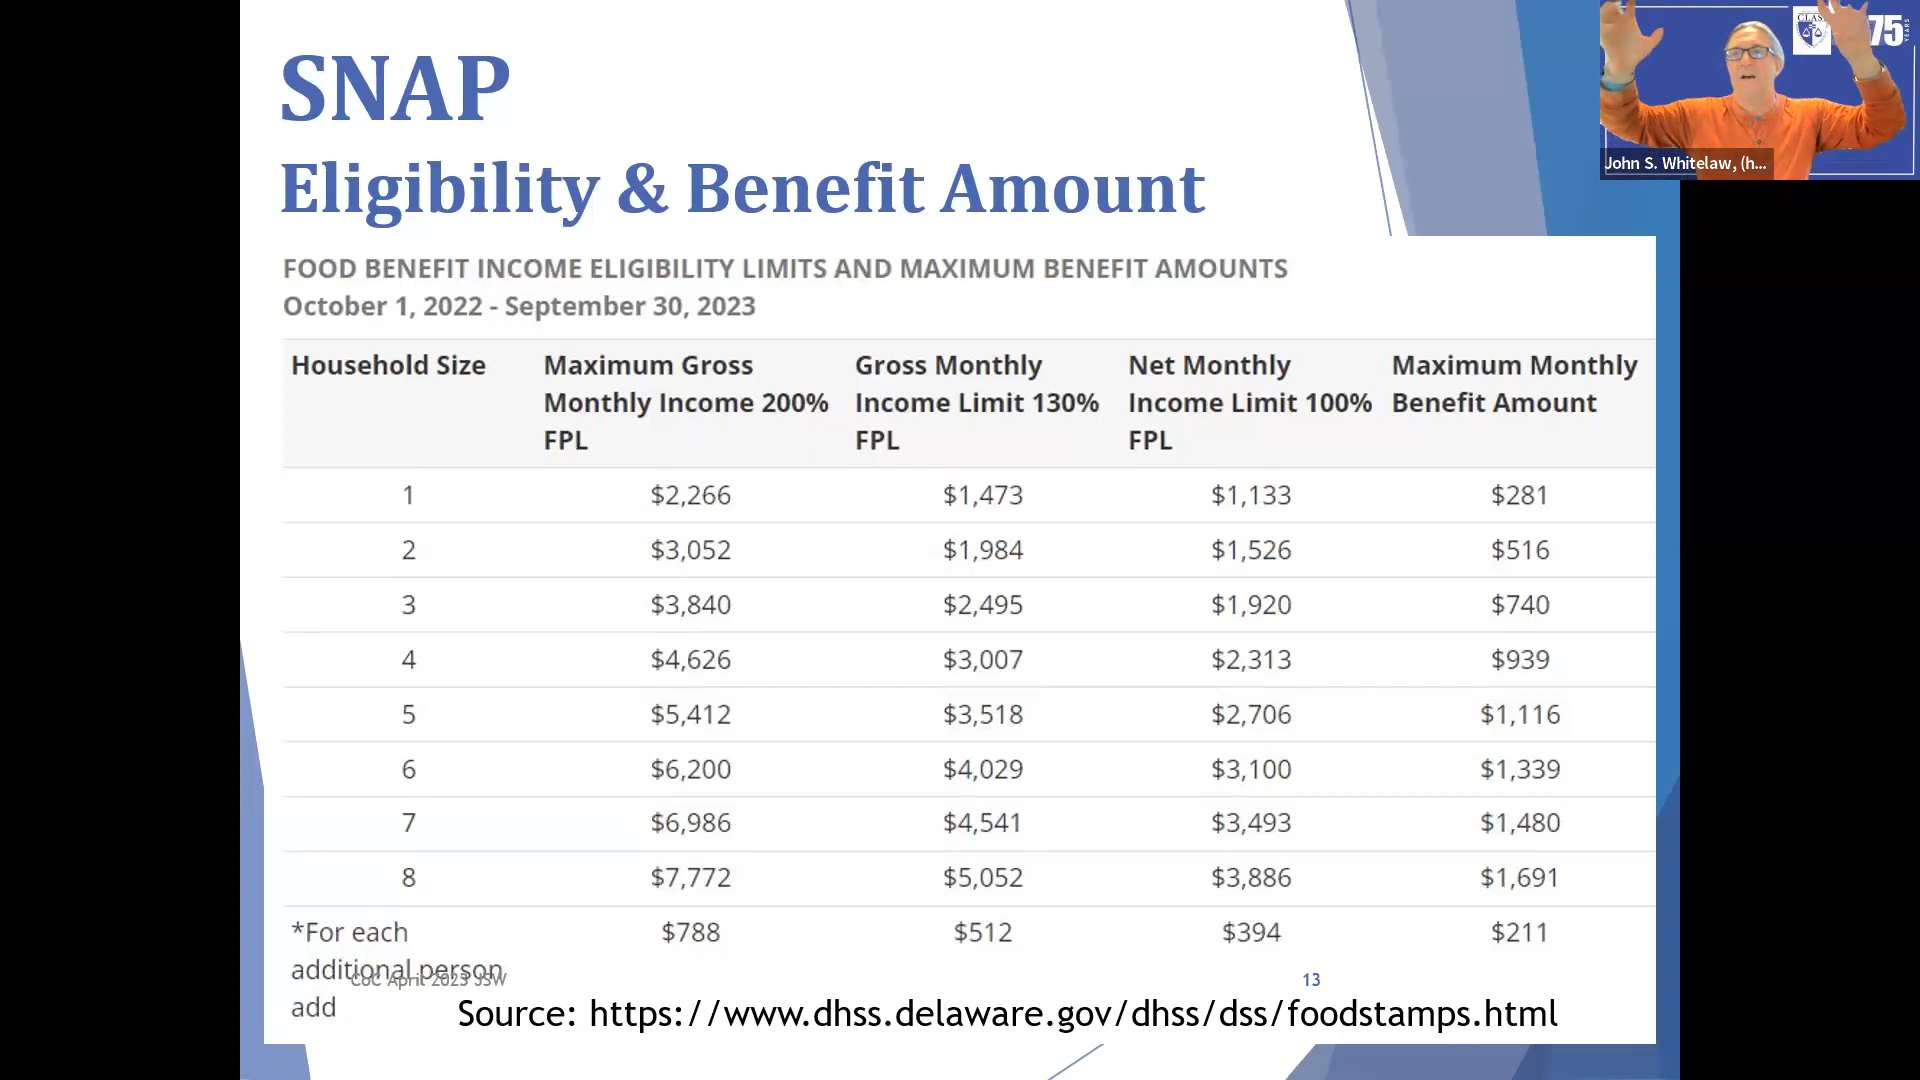 SNAP
Eligibility & Benefit Amount
FOOD BENEFIT INCOME ELIGIBILITY LIMITS AND MAXIMUM BENEFIT AMOUNTS
October 1, 2022 - September 30, 2023
Household Size Maximum Gross Monthly Income 200% FPL Gross Monthly Income Limit 130% FPL Net Monthly Income Limit 100% FPL Maximum Monthly Benefit Amount
1 $2,266 $1,473 $1,133 $281
2 $3,052 $1,984 $1,526 $516
3 $3,840 $2,495 $1,920 $740
4 $4,626 $3,007 $2,313 $939
5 $5,412 $3,518 $2,706 $1,116
6 $6,200 $4,029 $3,100 $1,339
7 $6,986 $4,541 $3,493 $1,480
8 $7,772 $5,052 $3,886 $1,691
*For each additional person add $788 $512 $394 $211
CoC April 2023 JSW
13
Source: https://www.dhss.delaware.gov/dhss/dss/foodstamps.html
75 YEARS
John S. Whitelaw, (h...